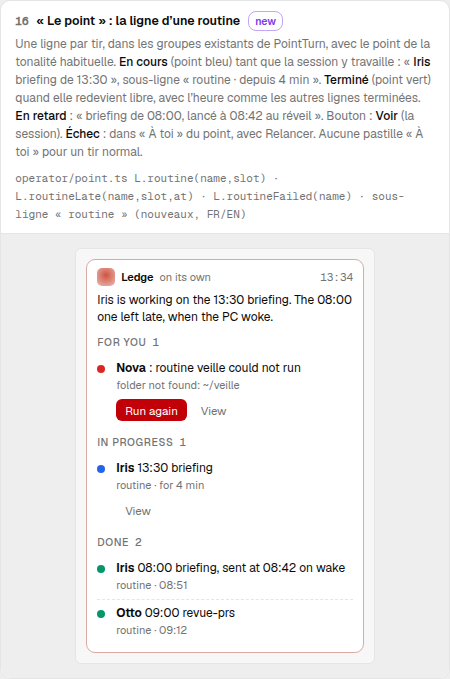 16 « Le point » : la ligne d’une routine new
Une ligne par tir, dans les groupes existants de PointTurn, avec le point de la
tonalité habituelle. En cours (point bleu) tant que la session y travaille : « Iris
briefing de 13:30 », sous-ligne « routine · depuis 4 min ». Terminé (point vert)
quand elle redevient libre, avec l’heure comme les autres lignes terminées.
En retard : « briefing de 08:00, lancé à 08:42 au réveil ». Bouton : Voir (la
session). Échec : dans « À toi » du point, avec Relancer. Aucune pastille « À
toi » pour un tir normal.
operator/point.ts L.routine(name,slot) ·
L.routineLate(name,slot,at) · L.routineFailed(name) · sous-
ligne « routine » (nouveaux, FR/EN)
Ledge on its own 13:34
Iris is working on the 13:30 briefing. The 08:00
one left late, when the PC woke.
FOR YOU 1
Nova : routine veille could not run
folder not found: ~/veille
Run again View
IN PROGRESS 1
Iris 13:30 briefing
routine · for 4 min
View
DONE 2
Iris 08:00 briefing, sent at 08:42 on wake
routine · 08:51
Otto 09:00 revue-prs
routine · 09:12